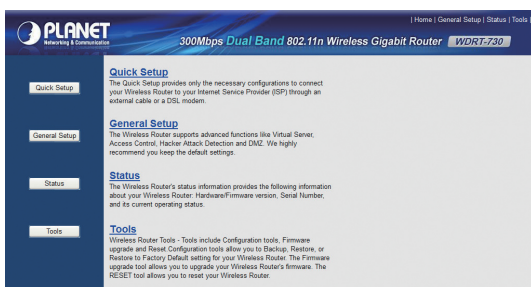 | Home | General Setup | Status | Tools |
PLANET
Networking & Communication
300Mbps Dual Band 802.11n Wireless Gigabit Router WDRT-730
Quick Setup
Quick Setup
The Quick Setup provides only the necessary configurations to connect
your Wireless Router to your Internet Service Provider (ISP) through an
external cable or a DSL modem.
General Setup
General Setup
The Wireless Router supports advanced functions like Virtual Server,
Access Control, Hacker Attack Detection and DMZ. We highly
recommend you keep the default settings.
Status
Status
The Wireless Router's status information provides the following information
about your Wireless Router: Hardware/Firmware version, Serial Number,
and its current operating status.
Tools
Tools
Wireless Router Tools - Tools include Configuration tools, Firmware
upgrade and Reset. Configuration tools allow you to Backup, Restore, or
Restore to Factory Default setting for your Wireless Router. The Firmware
upgrade tool allows you to upgrade your Wireless Router's firmware. The
RESET tool allows you to reset your Wireless Router.